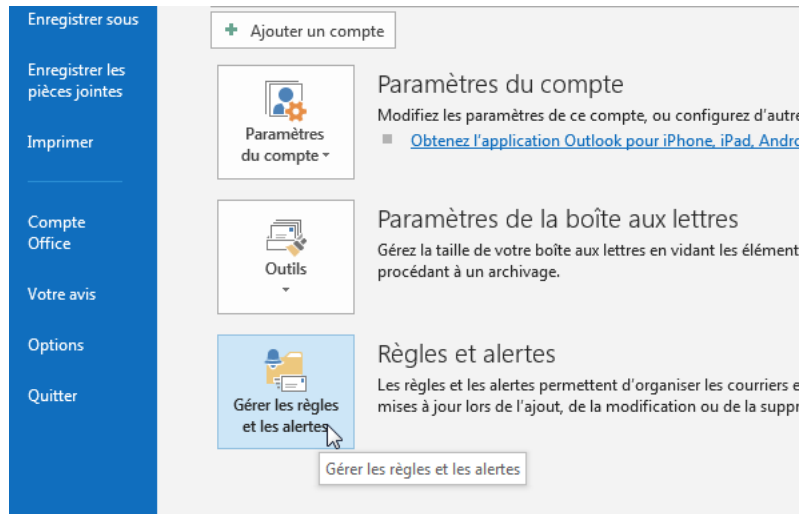 Enregistrer sous
Enregistrer les
pièces jointes
Imprimer
Compte
Office
Votre avis
Options
Quitter
Ajouter un compte
Paramètres
du compte
Paramètres du compte
Modifiez les paramètres de ce compte, ou configurez d'autre
Obtenez l'application Outlook pour iPhone, iPad, Andro
Outils
Paramètres de la boîte aux lettres
Gérez la taille de votre boîte aux lettres en vidant les élément
procédant à un archivage.
Gérer les règles
et les alertes
Règles et alertes
Les règles et les alertes permettent d'organiser les courriers e
mises à jour lors de l'ajout, de la modification ou de la suppr
Gérer les règles et les alertes